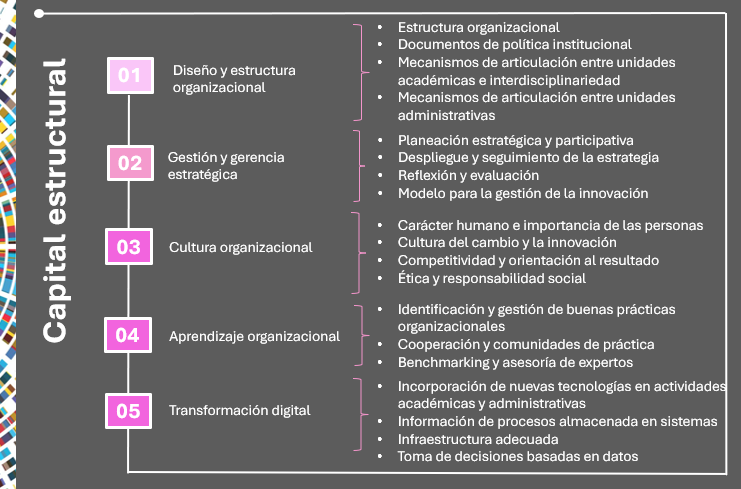 Capital estructural
01
Diseño y estructura
organizacional
• Estructura organizacional
• Documentos de política institucional
• Mecanismos de articulación entre unidades
académicas e interdisciplinariedad
• Mecanismos de articulación entre unidades
administrativas
02
Gestión y gerencia
estratégica
• Planeación estratégica y participativa
• Despliegue y seguimiento de la estrategia
• Reflexión y evaluación
• Modelo para la gestión de la innovación
03
Cultura organizacional
• Carácter humano e importancia de las personas
• Cultura del cambio y la innovación
• Competitividad y orientación al resultado
• Ética y responsabilidad social
04
Aprendizaje organizacional
• Identificación y gestión de buenas prácticas
organizacionales
• Cooperación y comunidades de práctica
• Benchmarking y asesoría de expertos
05
Transformación digital
• Incorporación de nuevas tecnologías en actividades
académicas y administrativas
• Información de procesos almacenada en sistemas
• Infraestructura adecuada
• Toma de decisiones basadas en datos